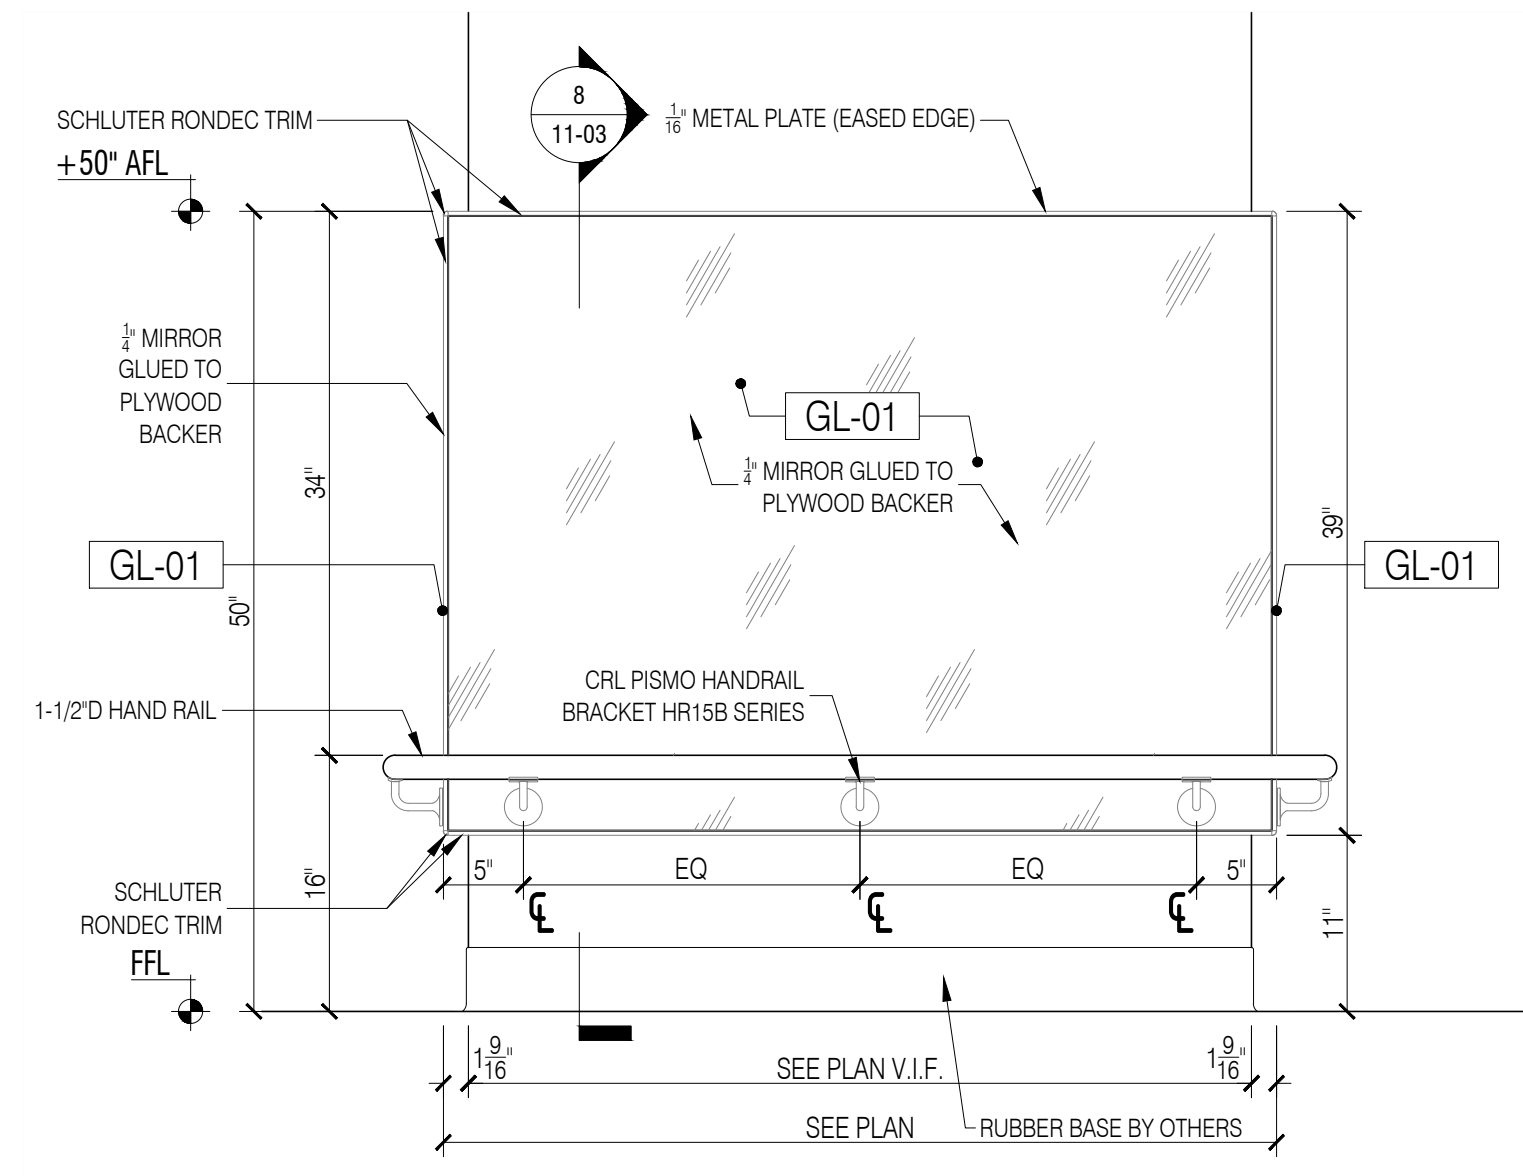 8
11-03
SCHLUTER RONDEC TRIM
1/16" METAL PLATE (EASED EDGE)
+50" AFL
1/4" MIRROR
GLUED TO
PLYWOOD
BACKER
GL-01
1/4" MIRROR GLUED TO
PLYWOOD BACKER
34"
39"
GL-01
GL-01
50"
CRL PISMO HANDRAIL
BRACKET HR15B SERIES
1-1/2"D HAND RAIL
5"
EQ
EQ
5"
16"
SCHLUTER
RONDEC TRIM
CL
CL
CL
11"
FFL
1 9/16"
SEE PLAN V.I.F.
1 9/16"
SEE PLAN
RUBBER BASE BY OTHERS